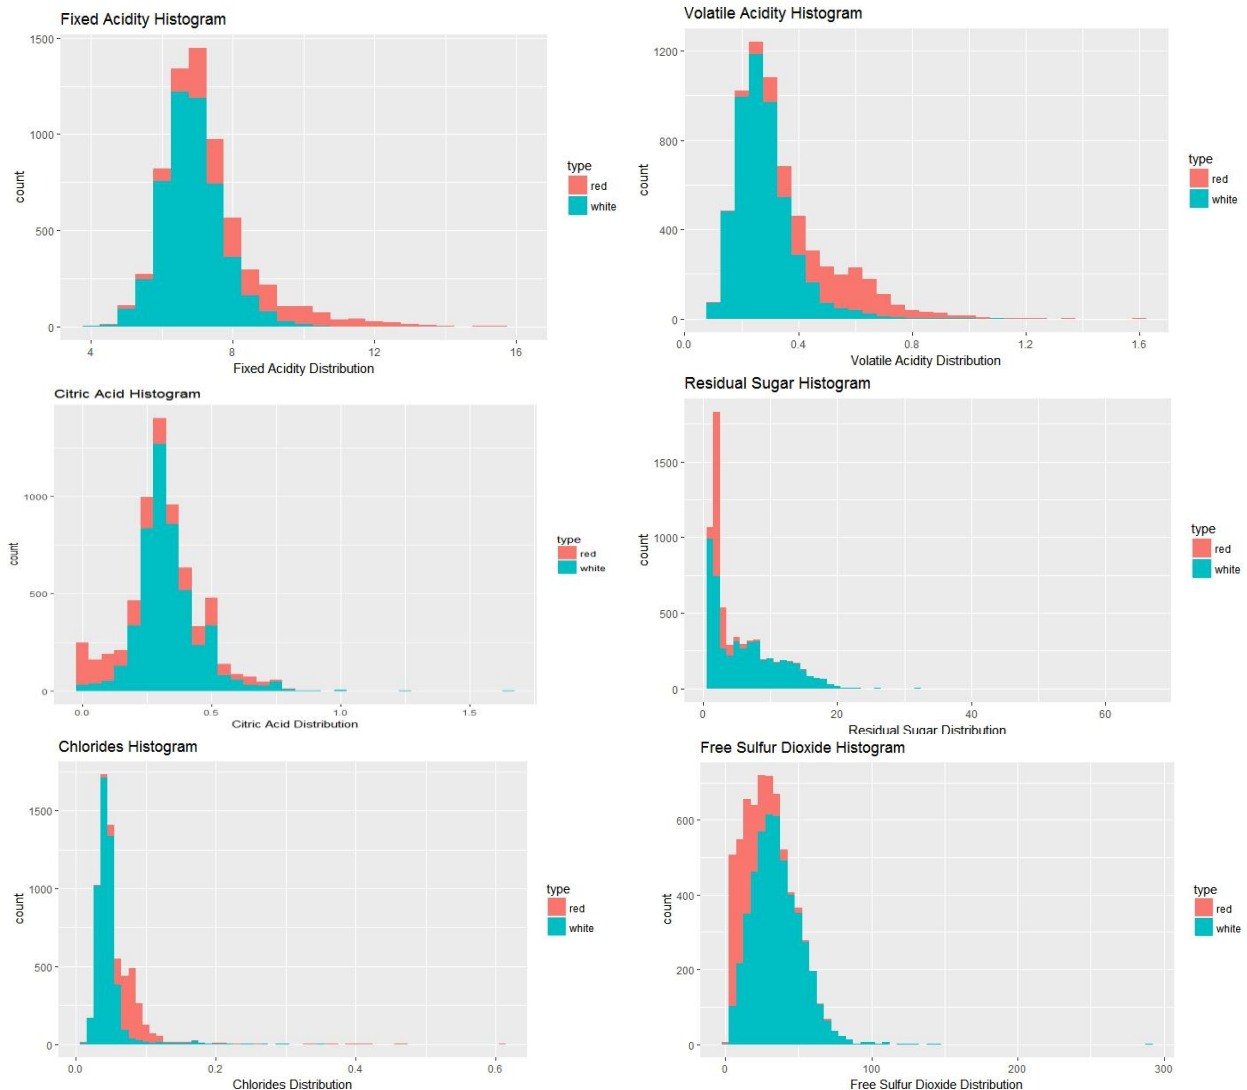 Fixed Acidity Histogram
1500
1000
500
0
count
4 8 12 16
Fixed Acidity Distribution
type
red
white
Volatile Acidity Histogram
1200
800
400
0
count
0.0 0.4 0.8 1.2 1.6
Volatile Acidity Distribution
type
red
white
Citric Acid Histogram
1000
500
0
count
0.0 0.5 1.0 1.5
Citric Acid Distribution
type
red
white
Residual Sugar Histogram
1500
1000
500
0
count
0 20 40 60
Residual Sugar Distribution
type
red
white
Chlorides Histogram
1500
1000
500
0
count
0.0 0.2 0.4 0.6
Chlorides Distribution
type
red
white
Free Sulfur Dioxide Histogram
600
400
200
0
count
0 100 200 300
Free Sulfur Dioxide Distribution
type
red
white